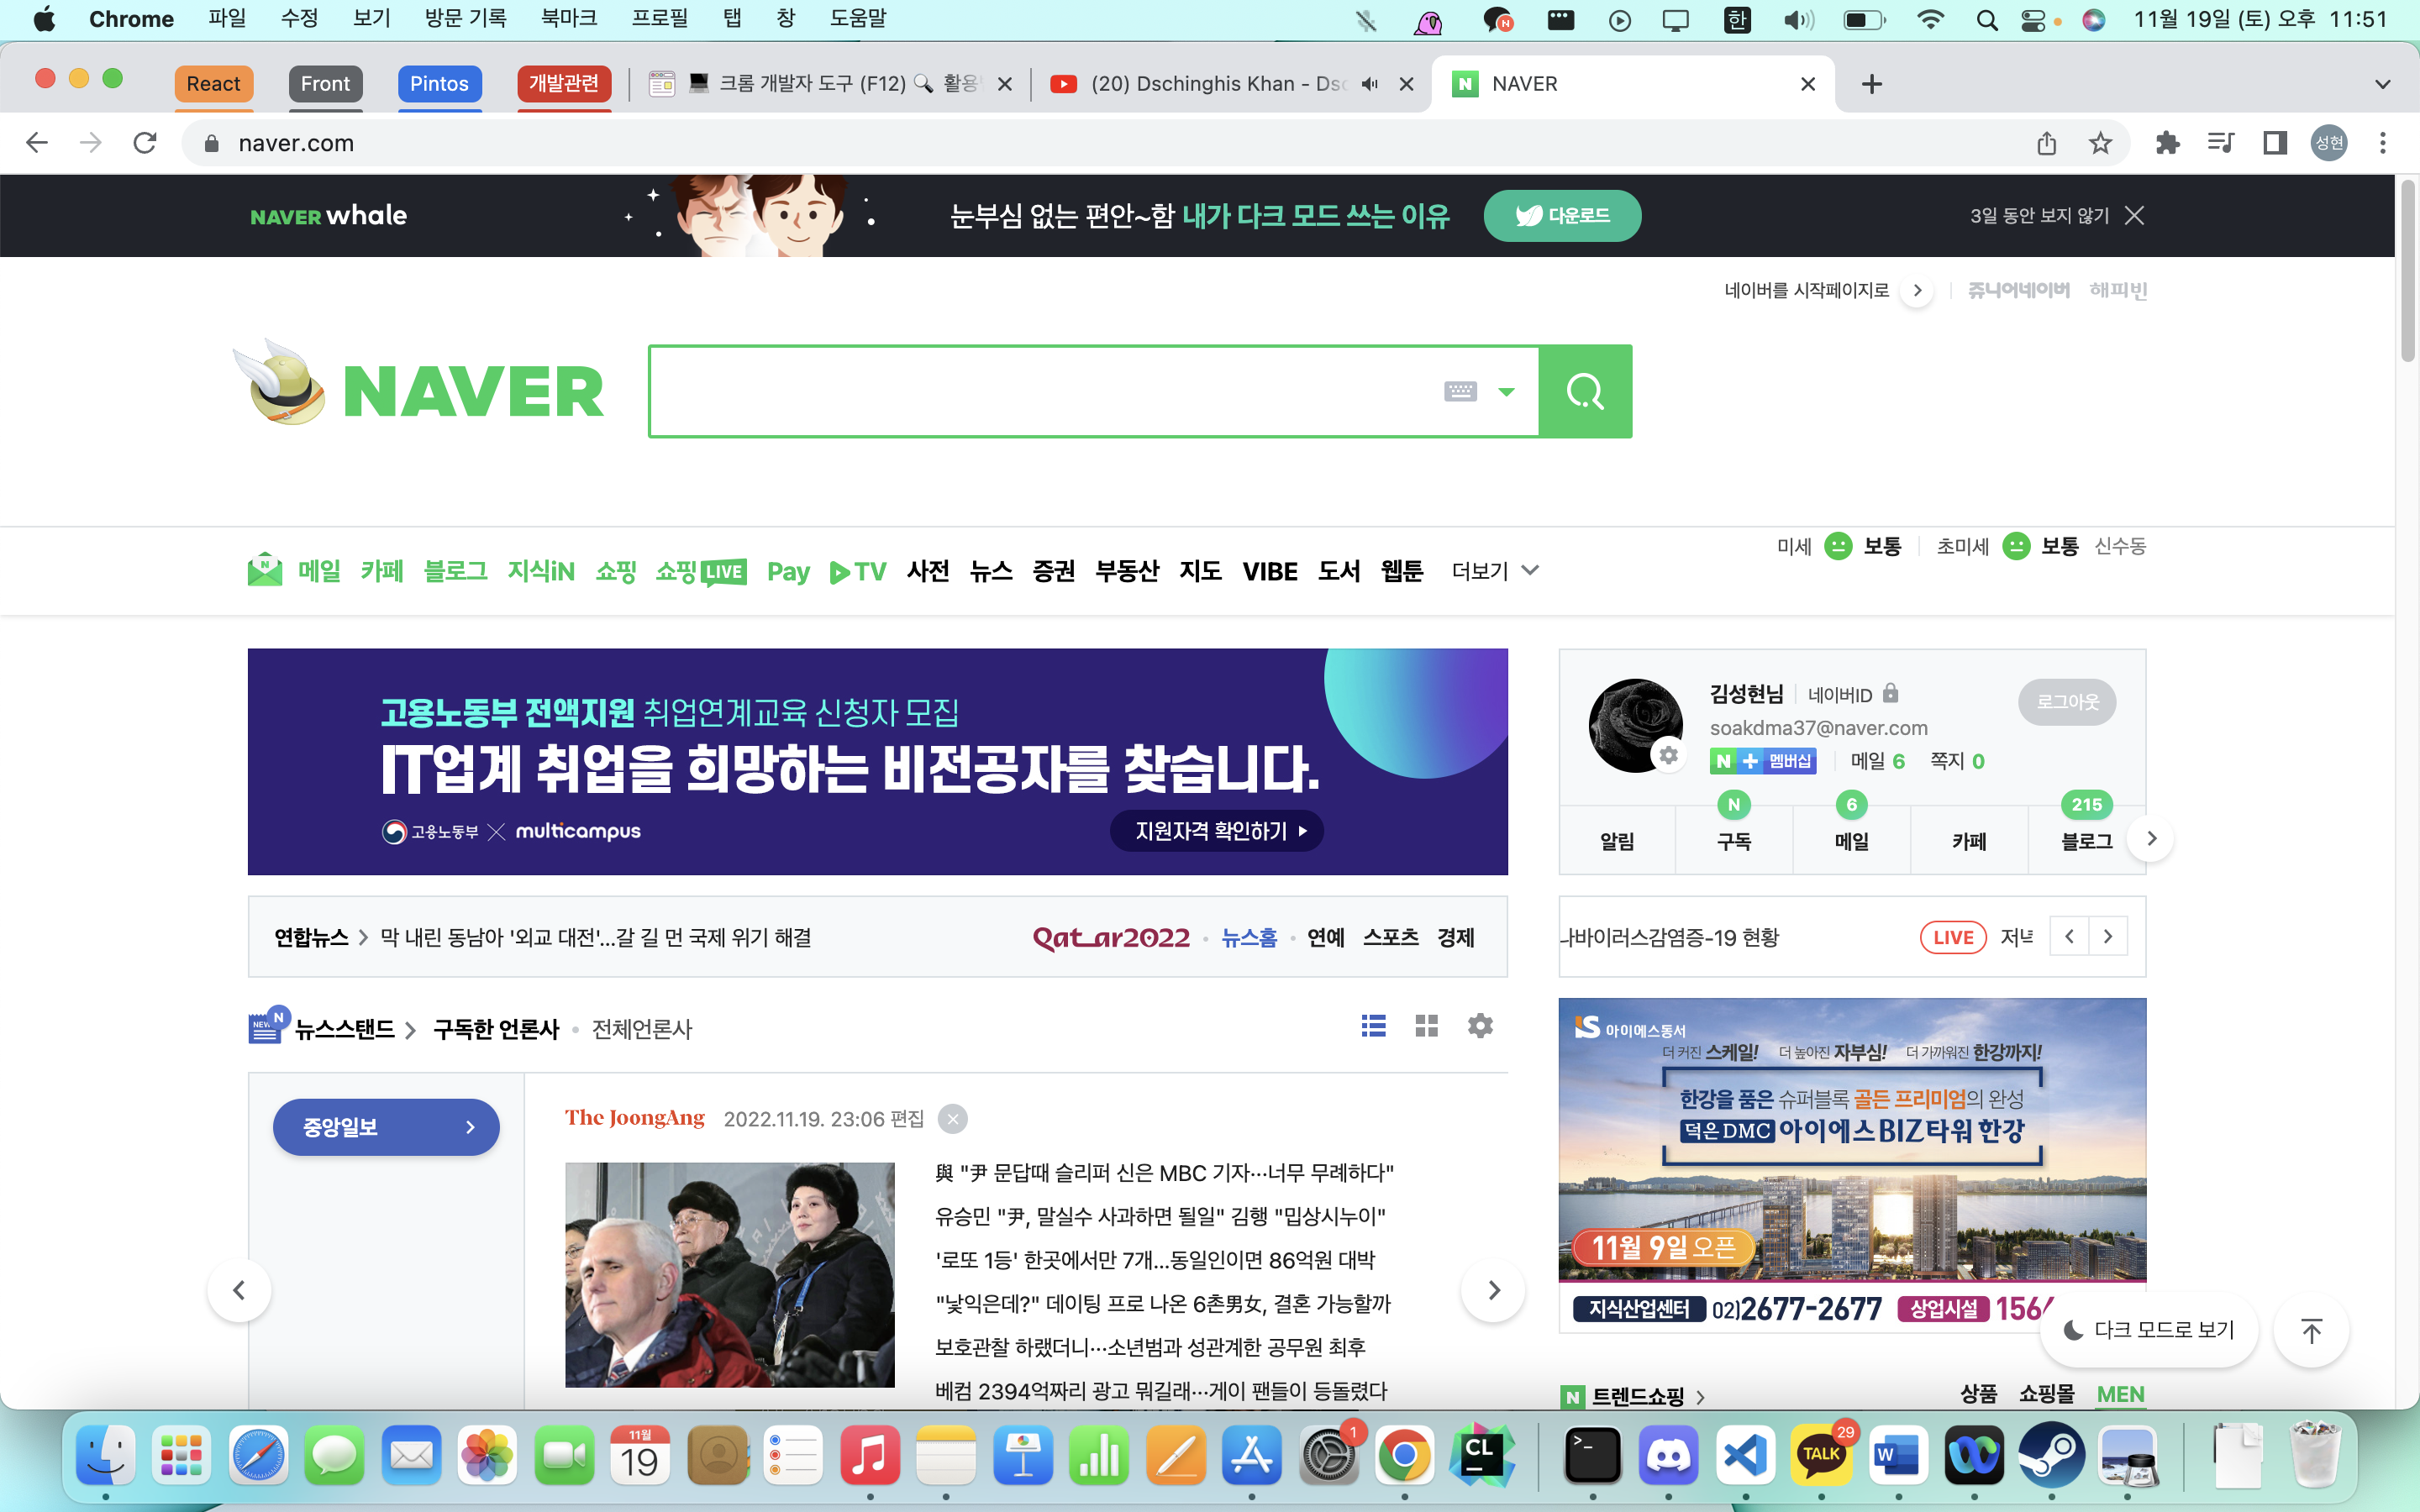 Chrome 파일 수정 보기 방문 기록 북마크 프로필 탭 창 도움말 한 11월 19일 (토) 오후 11:51
React Front Pintos 개발관련 크롬 개발자 도구 (F12) 활용 (20) Dschinghis Khan - Dsc NAVER
naver.com 성현
NAVER whale 눈부심 없는 편안~함 내가 다크 모드 쓰는 이유 다운로드 3일 동안 보지 않기
네이버를 시작페이지로 쥬니어네이버 해피빈
NAVER
메일 카페 블로그 지식iN 쇼핑 쇼핑LIVE Pay TV 사전 뉴스 증권 부동산 지도 VIBE 도서 웹툰 더보기
미세 보통 초미세 보통 신수동
고용노동부 전액지원 취업연계교육 신청자 모집
IT업계 취업을 희망하는 비전공자를 찾습니다.
고용노동부 multicampus 지원자격 확인하기
김성현님 네이버ID 로그아웃
soakdma37@naver.com
N + 멤버십 메일 6 쪽지 0
N 6 215
알림 구독 메일 카페 블로그
연합뉴스 막 내린 동남아 '외교 대전'...갈 길 먼 국제 위기 해결 Qatar2022 뉴스홈 연예 스포츠 경제
나바이러스감염증-19 현황 LIVE 저녁
NEW N 뉴스스탠드 구독한 언론사 전체언론사
중앙일보
The JoongAng 2022.11.19. 23:06 편집
與 "尹 문답때 슬리퍼 신은 MBC 기자…너무 무례하다"
유승민 "尹, 말실수 사과하면 될일" 김행 "밉상시누이"
'로또 1등' 한곳에서만 7개...동일인이면 86억원 대박
"낯익은데?" 데이팅 프로 나온 6촌男女, 결혼 가능할까
보호관찰 하랬더니…소년범과 성관계한 공무원 최후
베컴 2394억짜리 광고 뭐길래…게이 팬들이 등돌렸다
IS 아이에스동서
더 커진 스케일! 더 높아진 자부심! 더 가까워진 한강까지!
한강을 품은 슈퍼블록 골든 프리미엄의 완성
덕은DMC 아이에스BIZ타워 한강
11월 9일 오픈
지식산업센터 02)2677-2677 상업시설 156
다크 모드로 보기
N 트렌드쇼핑 상품 쇼핑몰 MEN
11월
19
1
CL
TALK
29
W